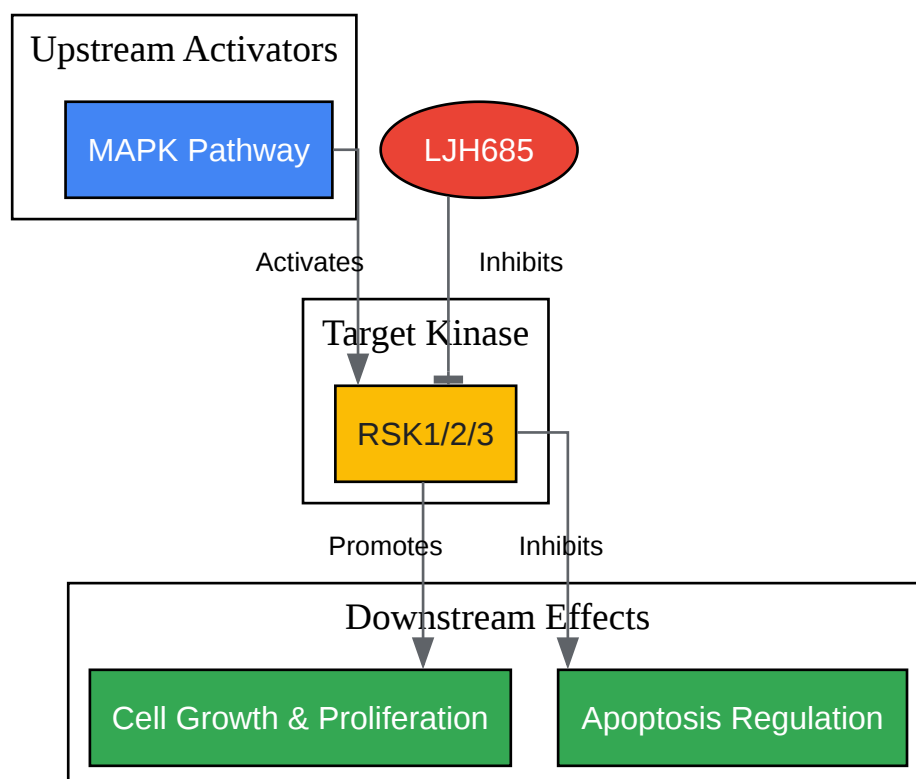 Upstream Activators
MAPK Pathway
LJH685
Activates
Inhibits
Target Kinase
RSK1/2/3
Promotes
Inhibits
Downstream Effects
Cell Growth & Proliferation
Apoptosis Regulation